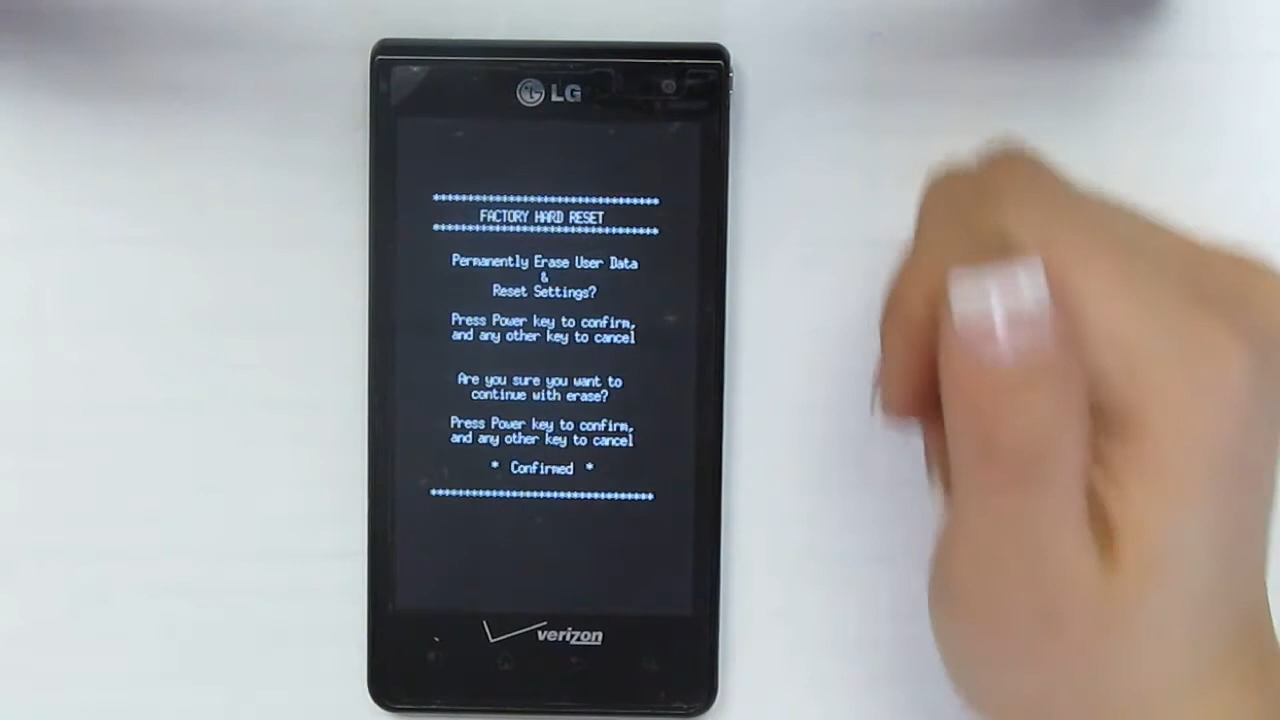 LG
*****************************************
FACTORY HARD RESET
*****************************************
Permanently Erase User Data
&
Reset Settings?
Press Power key to confirm,
and any other key to cancel
Are you sure you want to
continue with erase?
Press Power key to confirm,
and any other key to cancel
* Confirmed *
*****************************************
verizon